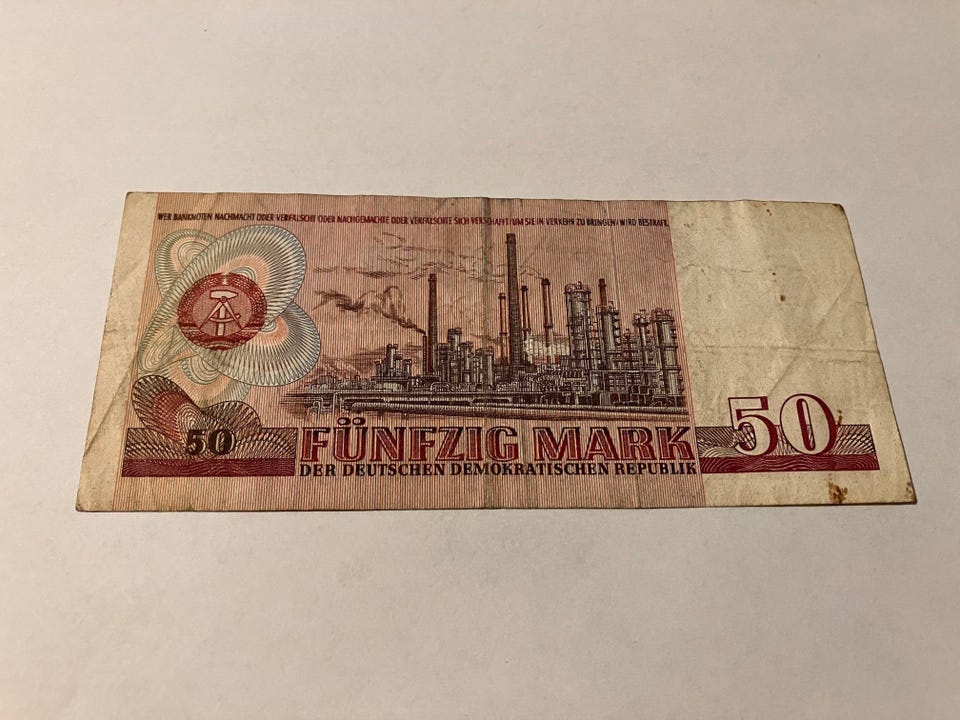 WER BANKNOTEN NACHMACHT ODER VERFÄLSCHT ODER NACHGEMACHTE ODER VERFÄLSCHTE SICH VERSCHAFFT UM SIE IN VERKEHR ZU BRINGEN, WIRD BESTRAFT.
50
FÜNFZIG MARK
50
DER DEUTSCHEN DEMOKRATISCHEN REPUBLIK